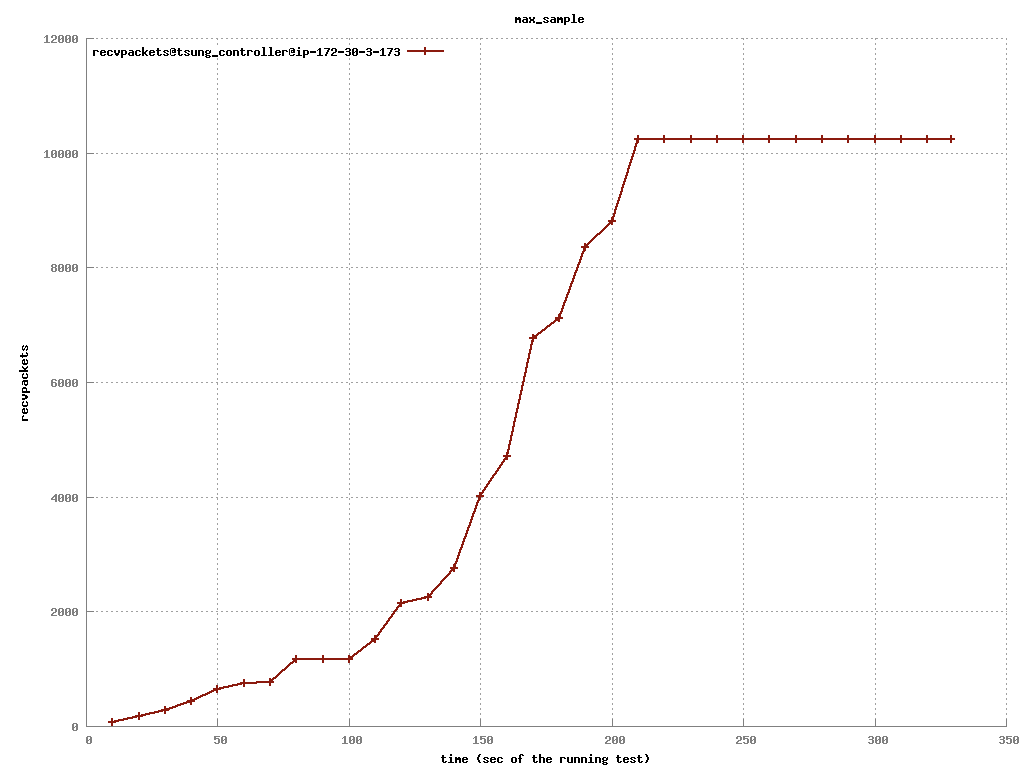 max_sample
12000
recvpackets@tsung_controller@ip-172-30-3-173
10000
8000
6000
4000
2000
0
recvpackets
0 50 100 150 200 250 300 350
time (sec of the running test)